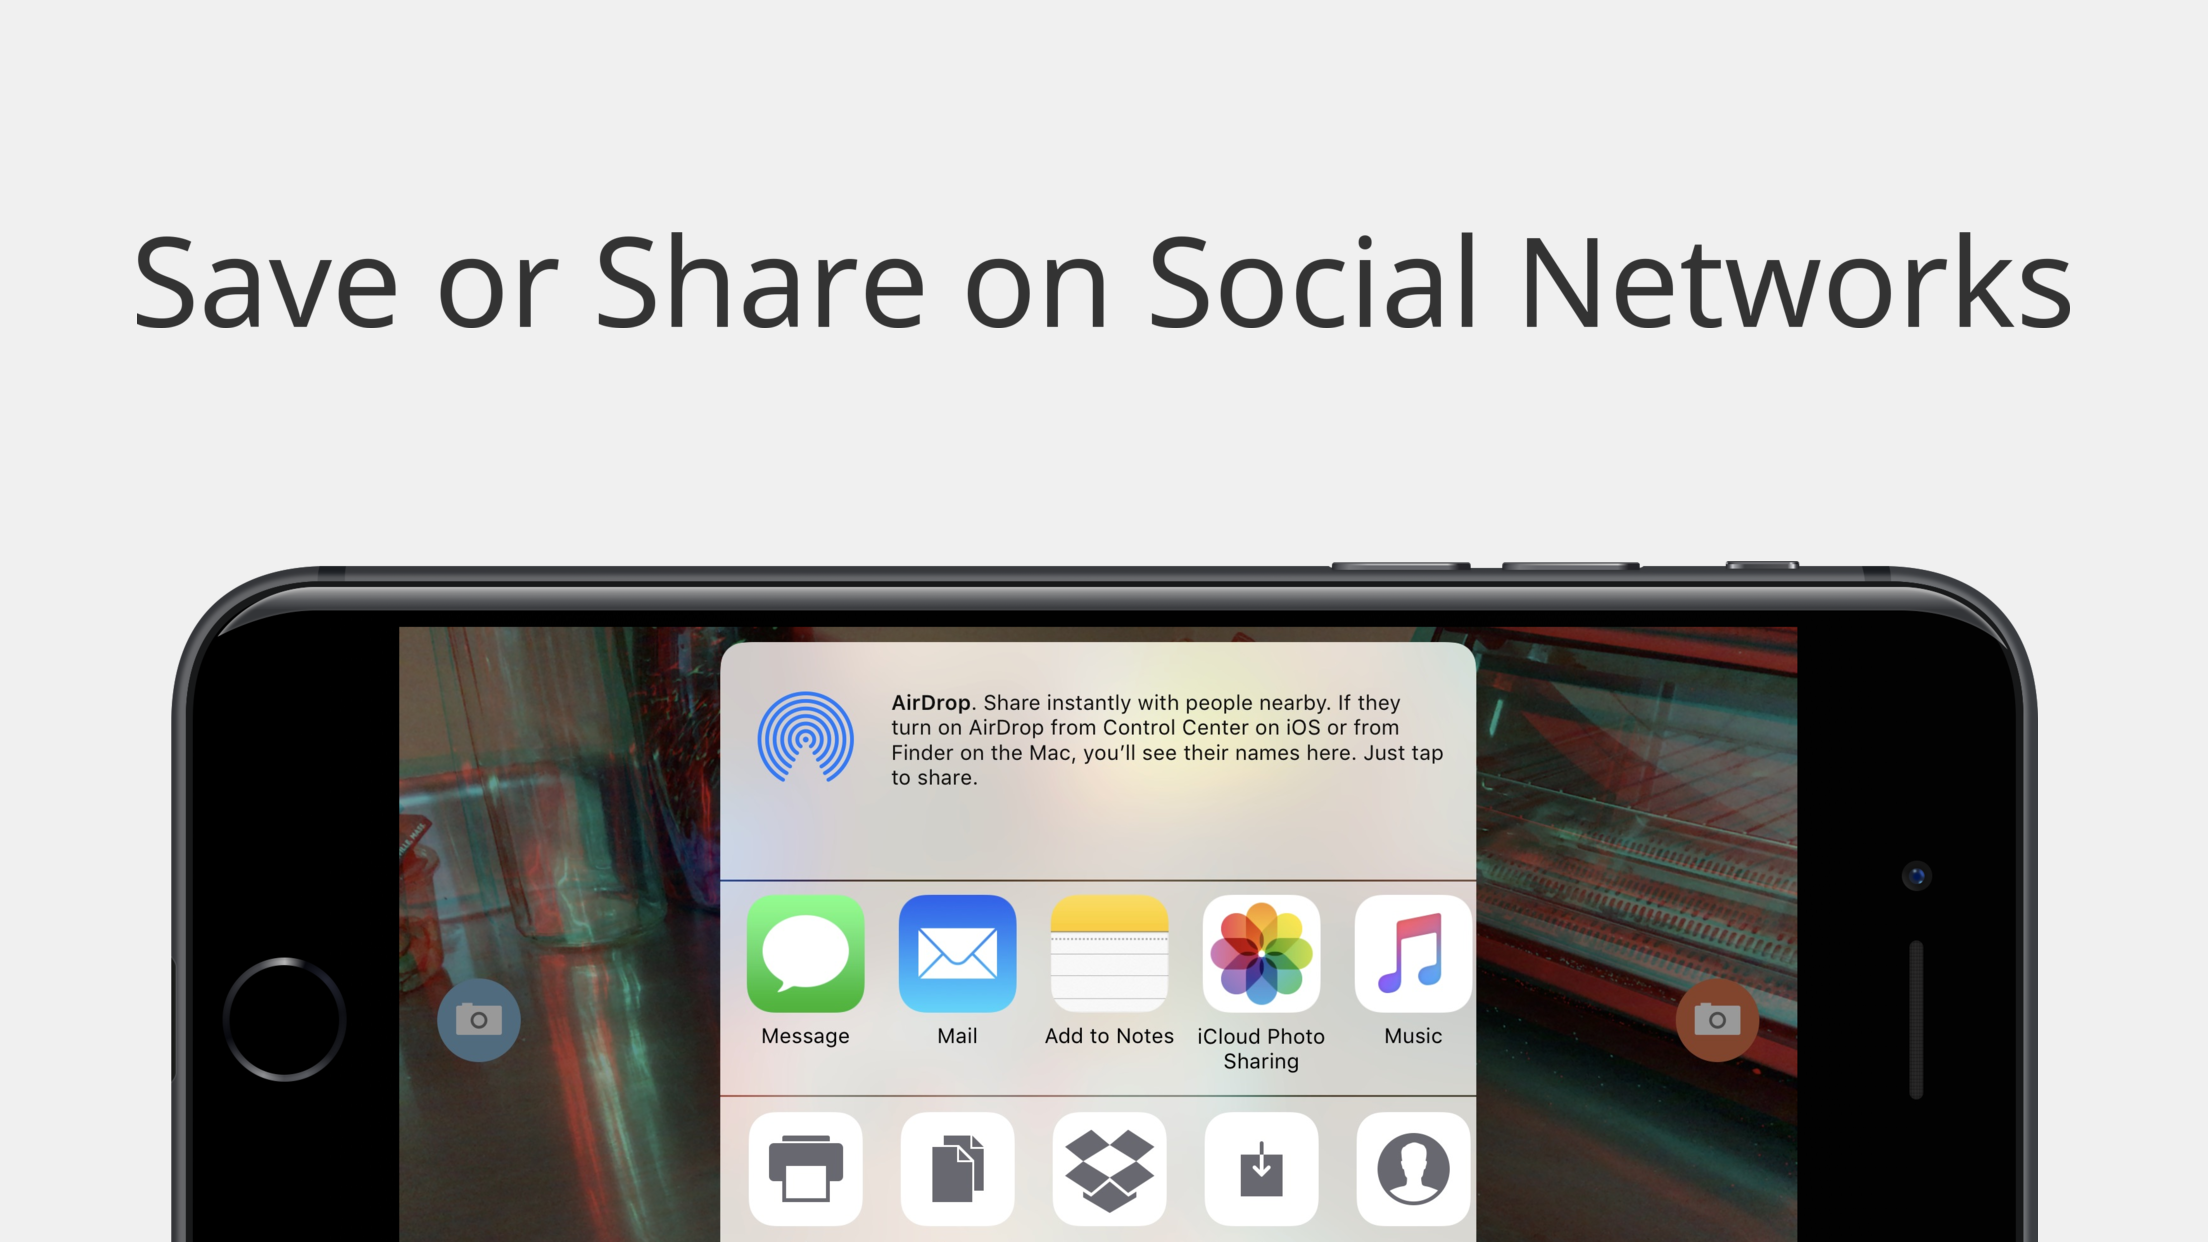 Save or Share on Social Networks
AirDrop. Share instantly with people nearby. If they
turn on AirDrop from Control Center on iOS or from
Finder on the Mac, you’ll see their names here. Just tap
to share.
Message
Mail
Add to Notes
iCloud Photo
Sharing
Music